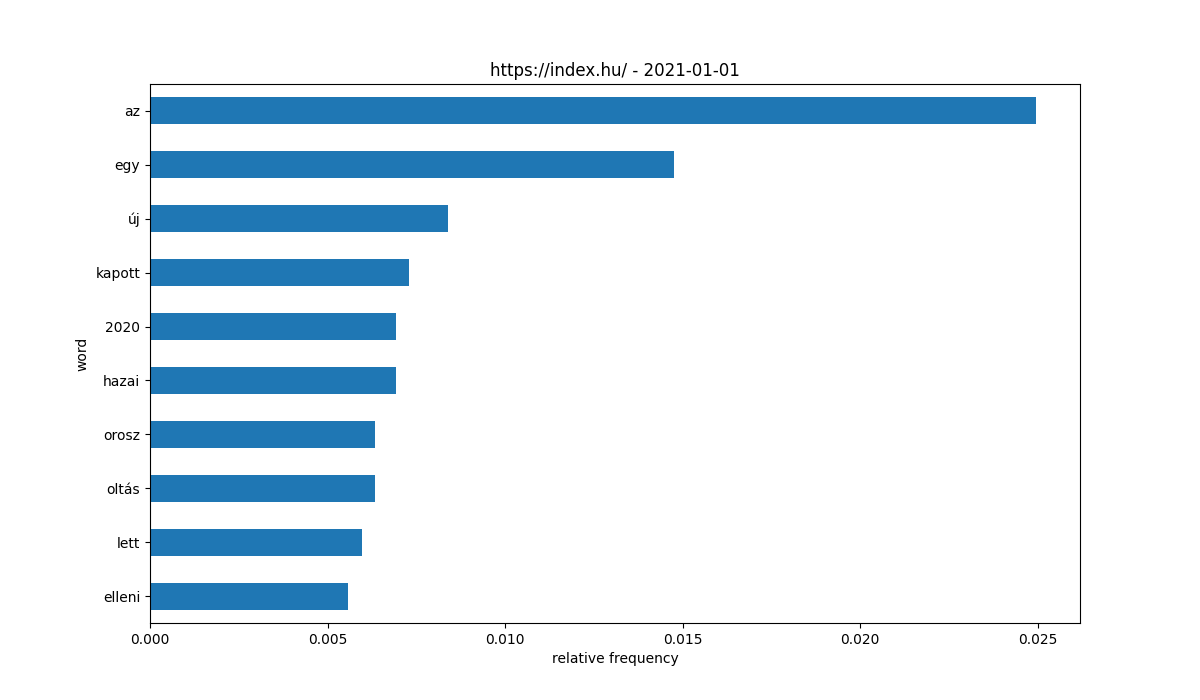 https://index.hu/ - 2021-01-01
az
egy
új
kapott
2020
hazai
orosz
oltás
lett
elleni
word
0.000 0.005 0.010 0.015 0.020 0.025
relative frequency